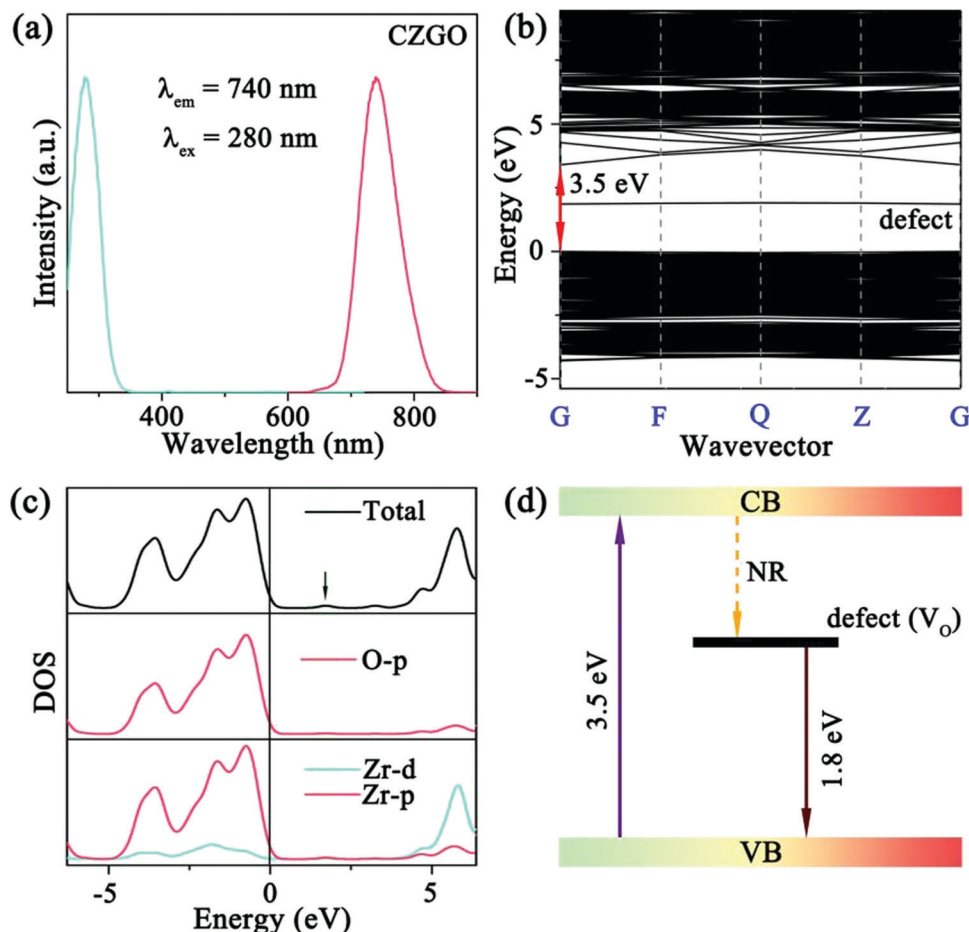 (a)
CZGO
λem = 740 nm
λex = 280 nm
Intensity (a.u.)
400
600
800
Wavelength (nm)
(b)
5
3.5 eV
defect
0
-5
Energy (eV)
G
F
Q
Z
G
Wavevector
(c)
Total
O-p
Zr-d
Zr-p
DOS
-5
0
5
Energy (eV)
(d)
CB
NR
defect (VO)
3.5 eV
1.8 eV
VB